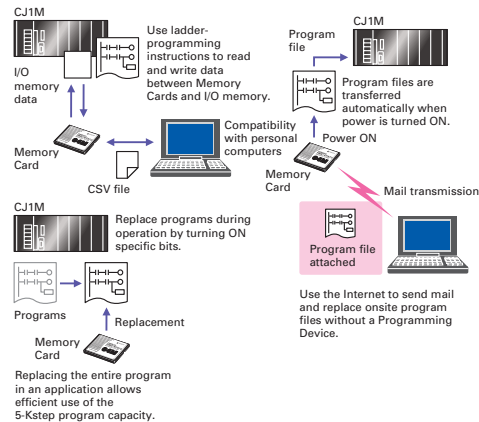 CJ1M
Use ladder-
programming
instructions to read
and write data
between Memory
Cards and I/O memory.
I/O
memory
data
Memory
Card
CSV file
Compatibility
with personal
computers
CJ1M
Replace programs during
operation by turning ON
specific bits.
Programs
Replacement
Memory
Card
Replacing the entire program
in an application allows
efficient use of the
5-Kstep program capacity.
CJ1M
Program
file
Program files are
transferred
automatically when
power is turned ON.
Power ON
Memory
Card
Mail transmission
Program file
attached
Use the Internet to send mail
and replace onsite program
files without a Programming
Device.